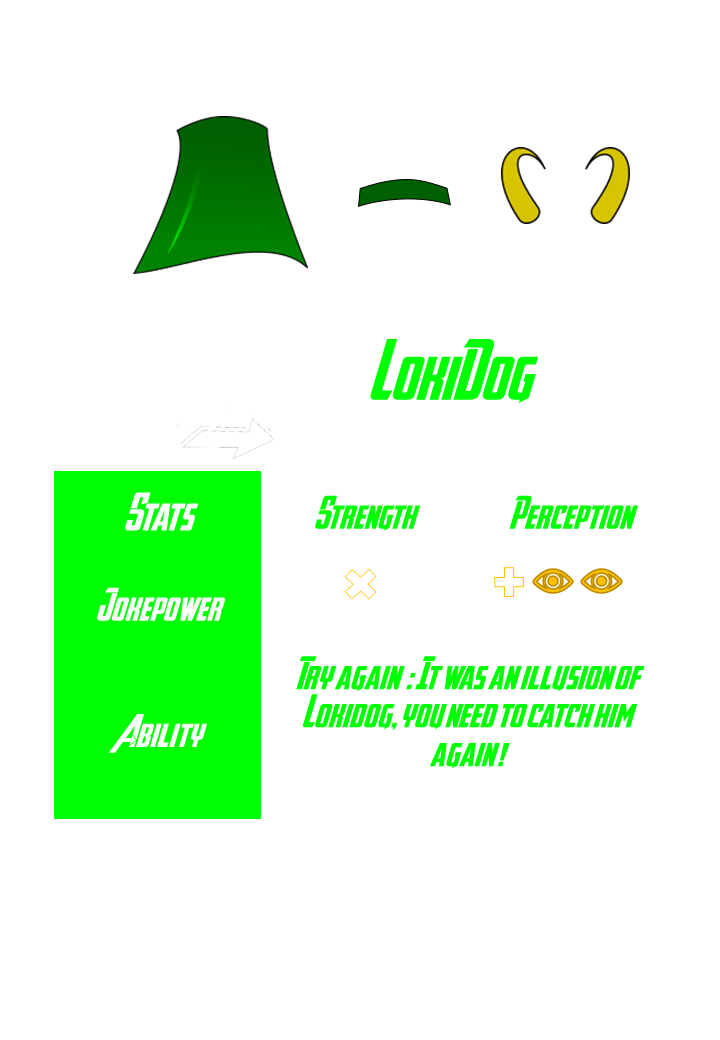 LokiDog
Stats
Strength
Perception
Jokepower
Try again : It was an illusion of
Lokidog, you need to catch him
again!
Ability